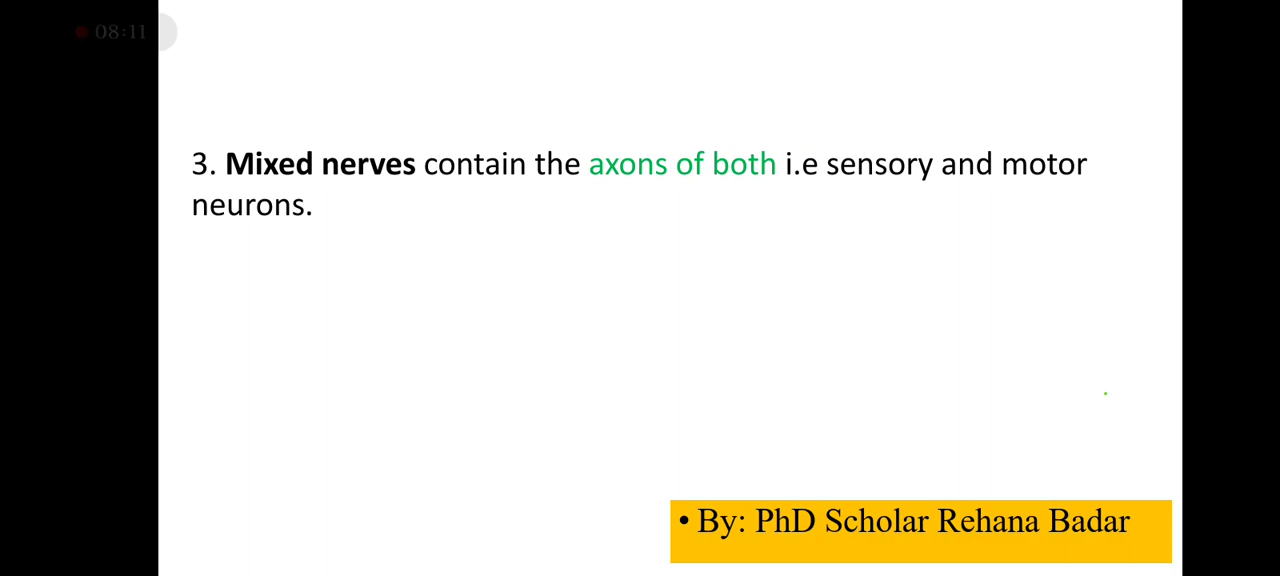 08:11
3. Mixed nerves contain the axons of both i.e sensory and motor
neurons.
• By: PhD Scholar Rehana Badar